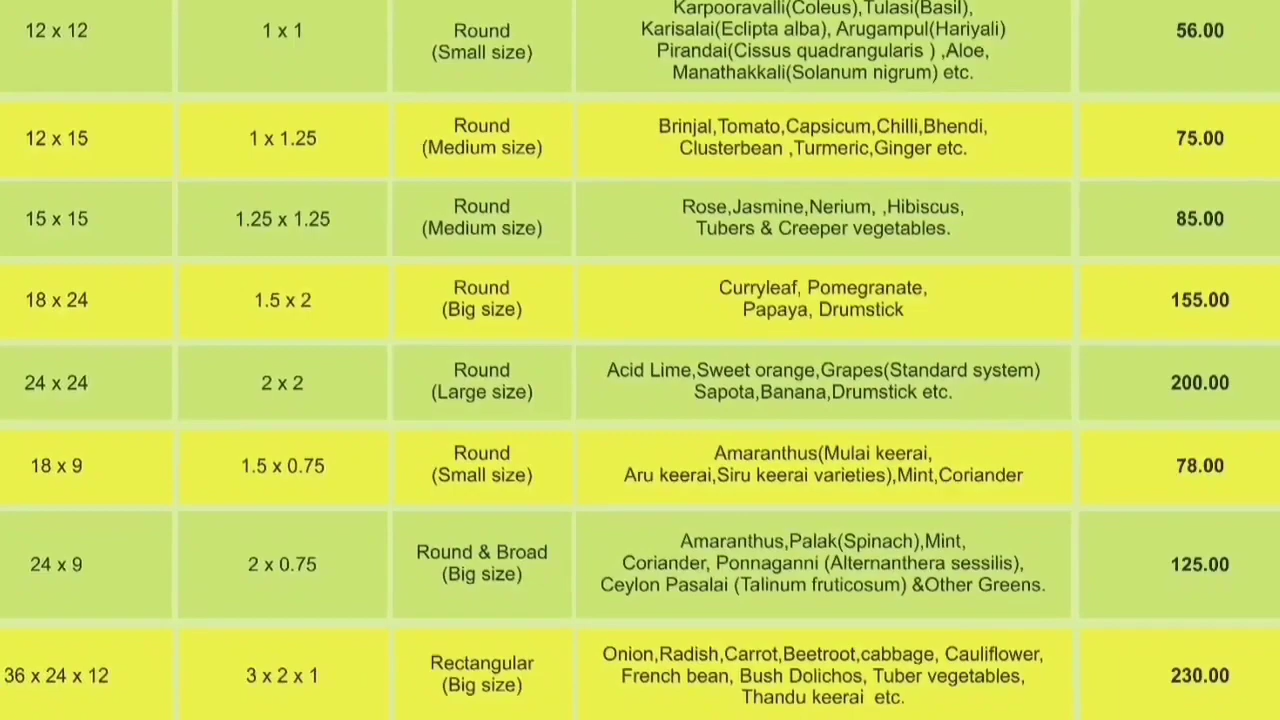 Karpooravalli(Coleus),Tulasi(Basil),
12 x 12 1 x 1 Round Karisalai(Eclipta alba), Arugampul(Hariyali) 56.00
(Small size) Pirandai(Cissus quadrangularis ) ,Aloe,
Manathakkali(Solanum nigrum) etc.
12 x 15 1 x 1.25 Round Brinjal,Tomato,Capsicum,Chilli,Bhendi, 75.00
(Medium size) Clusterbean ,Turmeric,Ginger etc.
15 x 15 1.25 x 1.25 Round Rose,Jasmine,Nerium, ,Hibiscus, 85.00
(Medium size) Tubers & Creeper vegetables.
18 x 24 1.5 x 2 Round Curryleaf, Pomegranate, 155.00
(Big size) Papaya, Drumstick
24 x 24 2 x 2 Round Acid Lime,Sweet orange,Grapes(Standard system) 200.00
(Large size) Sapota,Banana,Drumstick etc.
18 x 9 1.5 x 0.75 Round Amaranthus(Mulai keerai, 78.00
(Small size) Aru keerai,Siru keerai varieties),Mint,Coriander
Amaranthus,Palak(Spinach),Mint,
24 x 9 2 x 0.75 Round & Broad Coriander, Ponnaganni (Alternanthera sessilis), 125.00
(Big size) Ceylon Pasalai (Talinum fruticosum) &Other Greens.
Onion,Radish,Carrot,Beetroot,cabbage, Cauliflower,
36 x 24 x 12 3 x 2 x 1 Rectangular French bean, Bush Dolichos, Tuber vegetables, 230.00
(Big size) Thandu keerai etc.